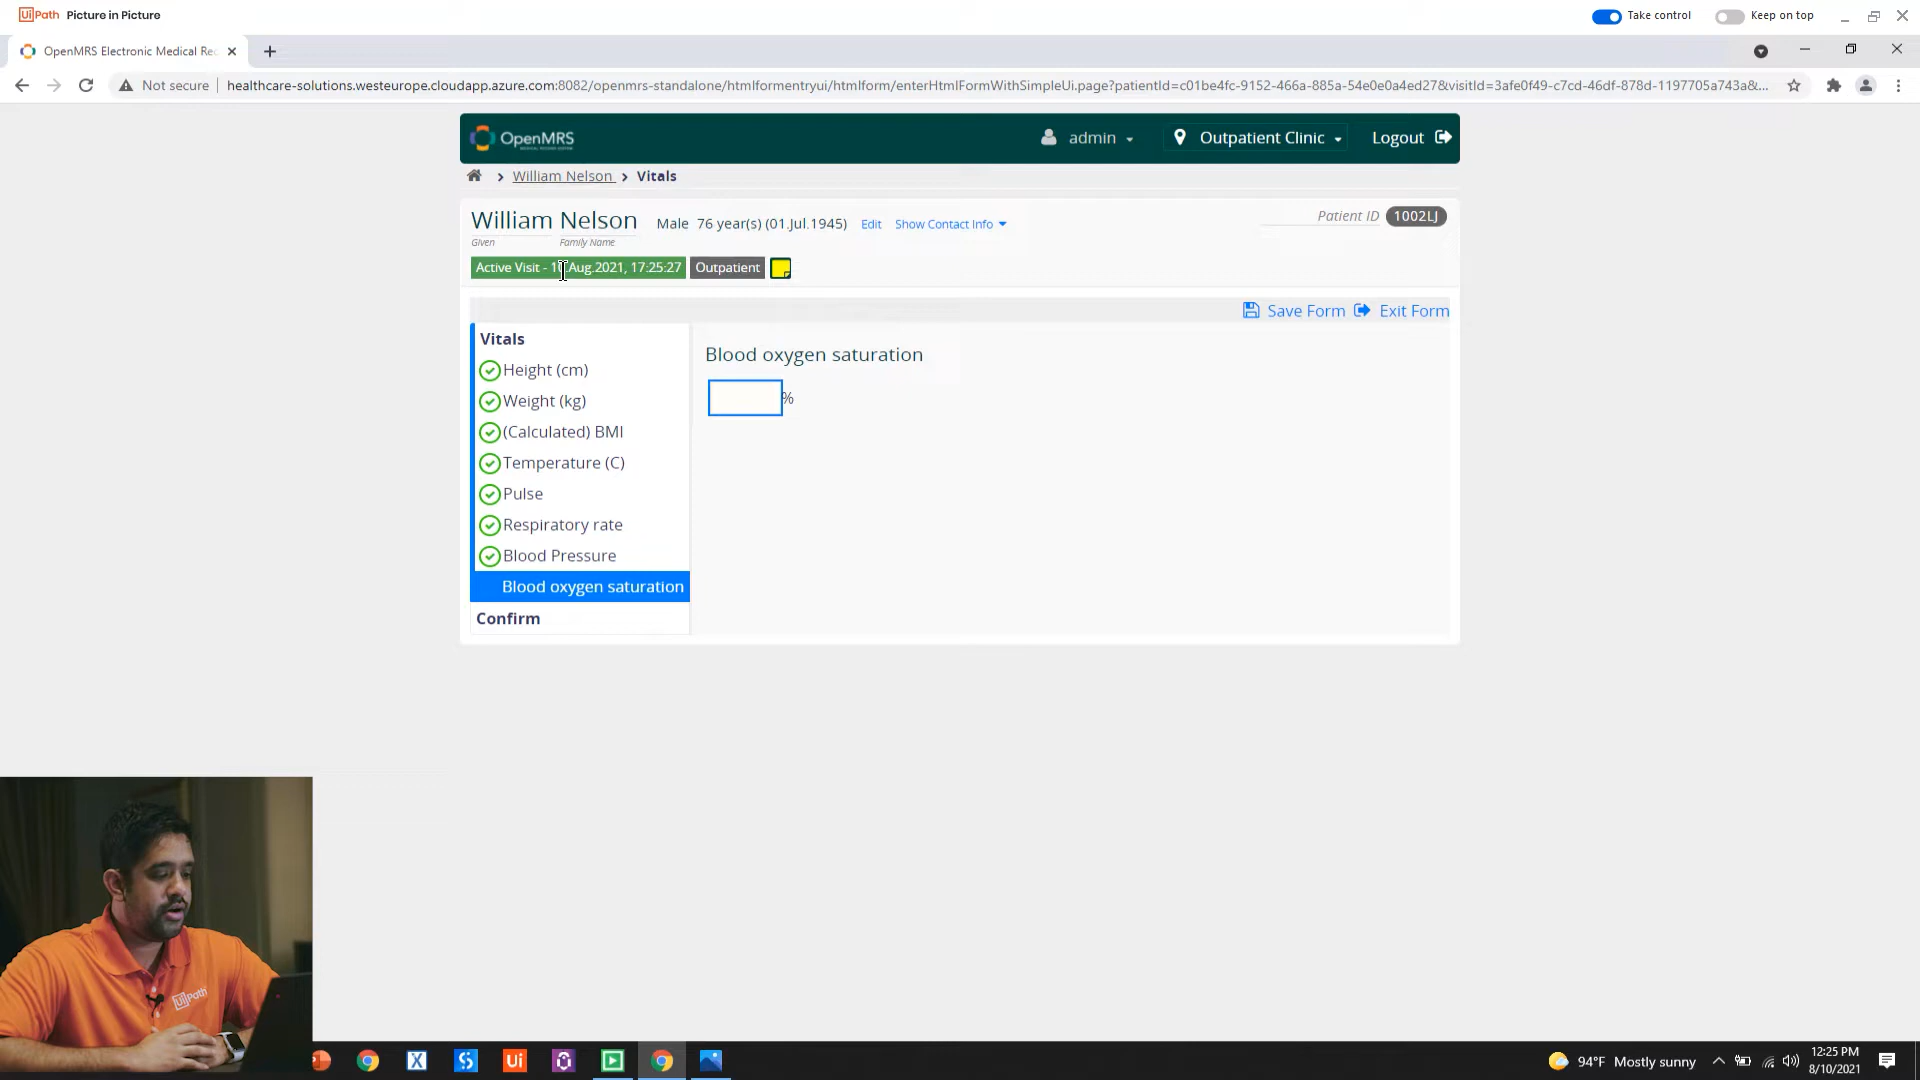 UiPath Picture in Picture
Take control
Keep on top
OpenMRS Electronic Medical Rec
Not secure
healthcare-solutions.westeurope.cloudapp.azure.com:8082/openmrs-standalone/htmlformentryui/htmlform/enterHtmlFormWithSimpleUi.page?patientId=c01be4fc-9152-466a-885a-54e0e0a4ed27&visitId=3afe0f49-c7cd-46df-878d-1197705a743a&...
OpenMRS
admin
Outpatient Clinic
Logout
William Nelson
Vitals
William Nelson
Male 76 year(s) (01.Jul.1945)
Edit
Show Contact Info
Patient ID 1002LJ
Given
Family Name
Active Visit - 10.Aug.2021, 17:25:27
Outpatient
Save Form
Exit Form
Vitals
Height (cm)
Weight (kg)
(Calculated) BMI
Temperature (C)
Pulse
Respiratory rate
Blood Pressure
Blood oxygen saturation
Confirm
Blood oxygen saturation
%
UiPath
Ui
94°F Mostly sunny
12:25 PM
8/10/2021